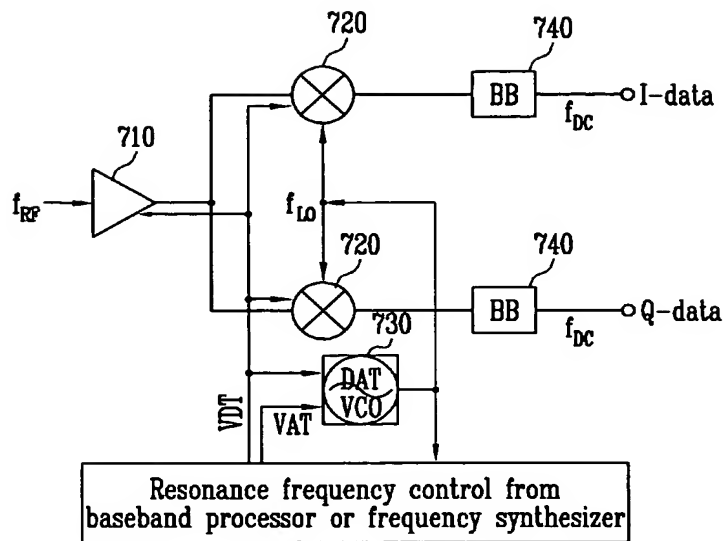 720
740
BB
f_DC
I-data
710
f_RF
f_LO
720
740
BB
f_DC
Q-data
730
DAT
VCO
VDT
VAT
Resonance frequency control from
baseband processor or frequency synthesizer